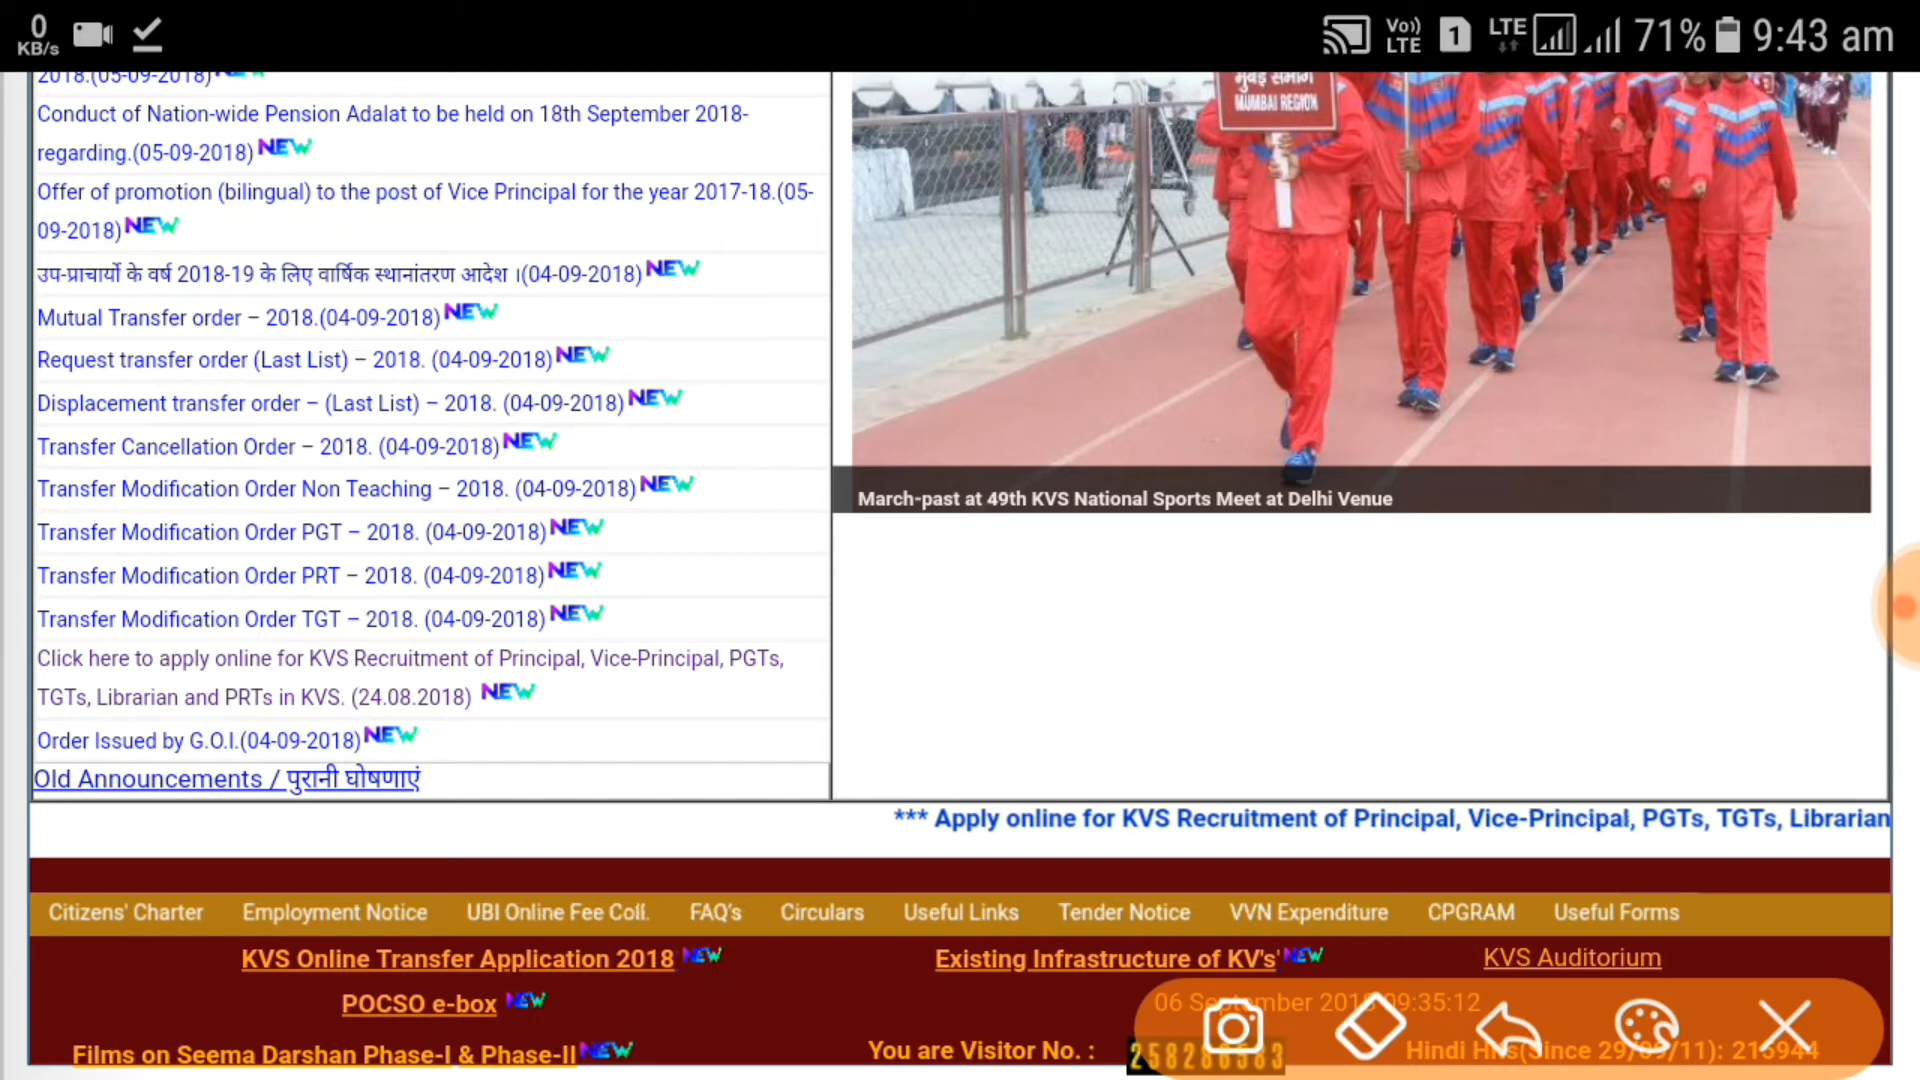 0
KB/s
Vo))
LTE
1
LTE
71%
9:43 am
2018.(05-09-2018) NEW
Conduct of Nation-wide Pension Adalat to be held on 18th September 2018-
regarding.(05-09-2018) NEW
Offer of promotion (bilingual) to the post of Vice Principal for the year 2017-18.(05-
09-2018) NEW
उप-प्राचार्यो के वर्ष 2018-19 के लिए वार्षिक स्थानांतरण आदेश ।(04-09-2018) NEW
Mutual Transfer order – 2018.(04-09-2018) NEW
Request transfer order (Last List) – 2018. (04-09-2018) NEW
Displacement transfer order – (Last List) – 2018. (04-09-2018) NEW
Transfer Cancellation Order – 2018. (04-09-2018) NEW
Transfer Modification Order Non Teaching – 2018. (04-09-2018) NEW
Transfer Modification Order PGT – 2018. (04-09-2018) NEW
Transfer Modification Order PRT – 2018. (04-09-2018) NEW
Transfer Modification Order TGT – 2018. (04-09-2018) NEW
Click here to apply online for KVS Recruitment of Principal, Vice-Principal, PGTs,
TGTs, Librarian and PRTs in KVS. (24.08.2018) NEW
Order Issued by G.O.I.(04-09-2018) NEW
Old Announcements / पुरानी घोषणाएं
मुंबई संभाग
MUMBAI REGION
March-past at 49th KVS National Sports Meet at Delhi Venue
*** Apply online for KVS Recruitment of Principal, Vice-Principal, PGTs, TGTs, Librarian
Citizens' Charter Employment Notice UBI Online Fee Coll. FAQ's Circulars Useful Links Tender Notice VVN Expenditure CPGRAM Useful Forms
KVS Online Transfer Application 2018 NEW Existing Infrastructure of KV's' NEW KVS Auditorium
POCSO e-box NEW 06 September 2018 09:35:12
Films on Seema Darshan Phase-I & Phase-II NEW You are Visitor No. :